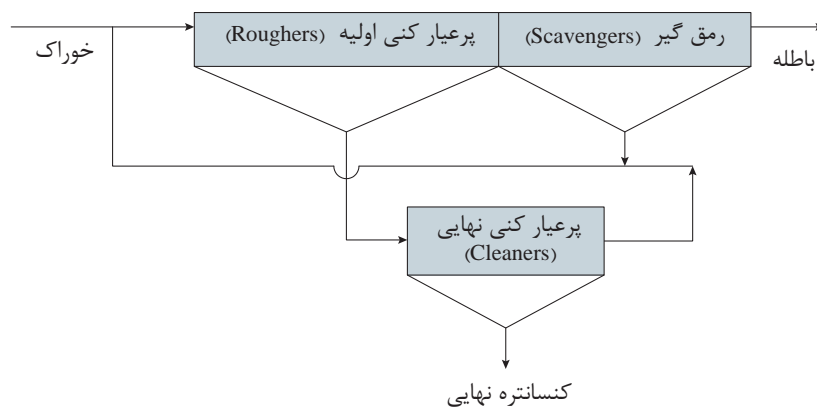 پرعیار کنی اولیه (Roughers)
رمق گیر (Scavengers)
خوراک
باطله
پرعیار کنی نهایی
(Cleaners)
کنسانتره نهایی